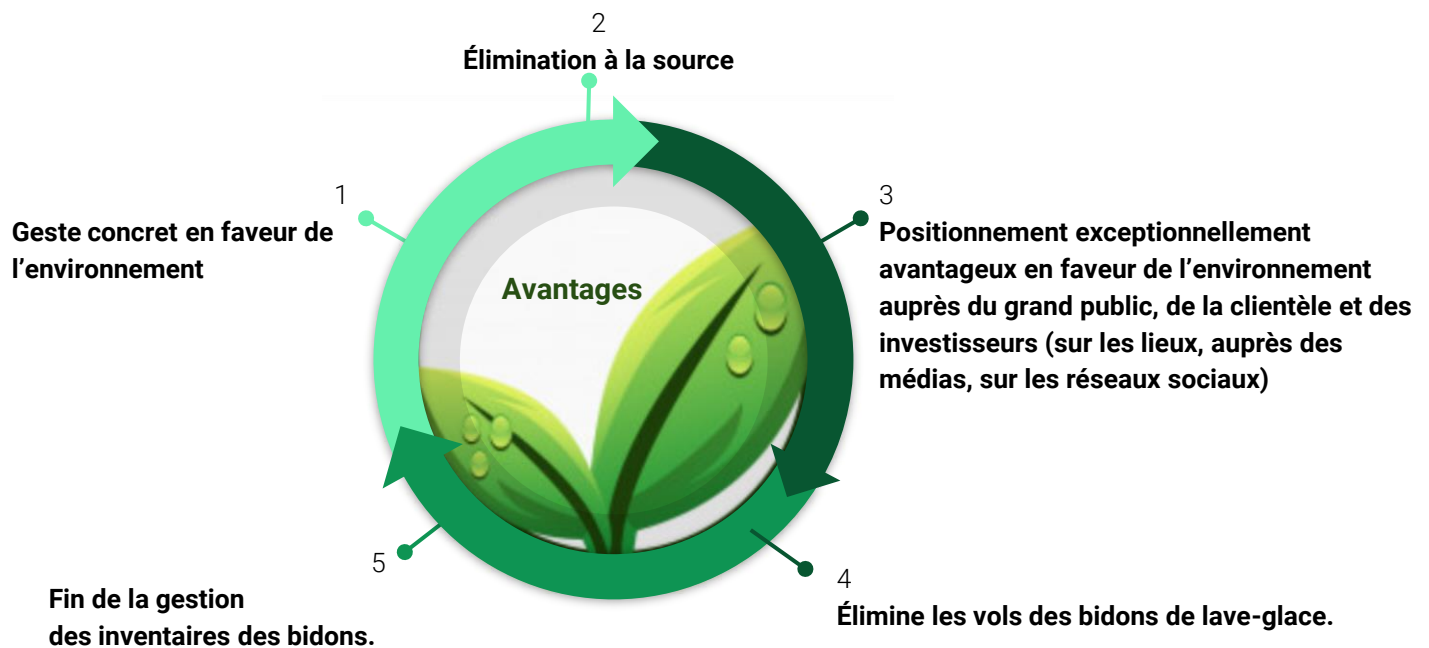 2
Élimination à la source
1
Geste concret en faveur de
l’environnement
3
Positionnement exceptionnellement
avantageux en faveur de l’environnement
auprès du grand public, de la clientèle et des
investisseurs (sur les lieux, auprès des
médias, sur les réseaux sociaux)
Avantages
4
Élimine les vols des bidons de lave-glace.
5
Fin de la gestion
des inventaires des bidons.